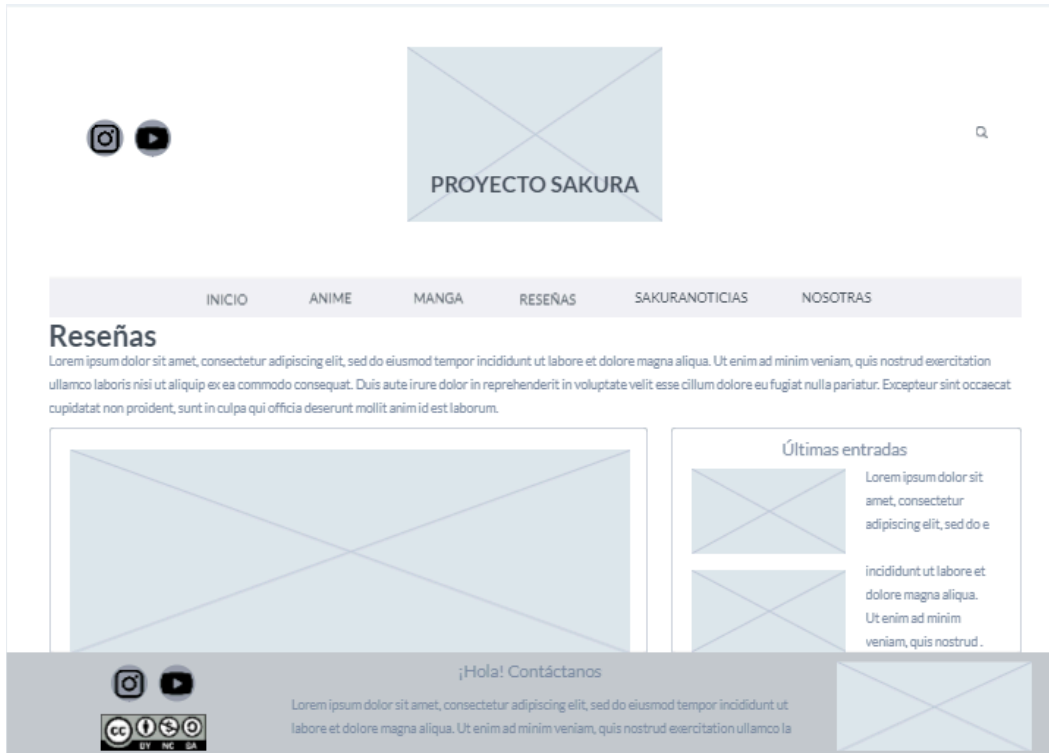 PROYECTO SAKURA
INICIO ANIME MANGA RESEÑAS SAKURANOTICIAS NOSOTRAS
Reseñas
Lorem ipsum dolor sit amet, consectetur adipiscing elit, sed do eiusmod tempor incididunt ut labore et dolore magna aliqua. Ut enim ad minim veniam, quis nostrud exercitation
ullamco laboris nisi ut aliquip ex ea commodo consequat. Duis aute irure dolor in reprehenderit in voluptate velit esse cillum dolore eu fugiat nulla pariatur. Excepteur sint occaecat
cupidatat non proident, sunt in culpa qui officia deserunt mollit anim id est laborum.
Últimas entradas
Lorem ipsum dolor sit
amet, consectetur
adipiscing elit, sed do e
incididunt ut labore et
dolore magna aliqua.
Ut enim ad minim
veniam, quis nostrud .
¡Hola! Contáctanos
Lorem ipsum dolor sit amet, consectetur adipiscing elit, sed do eiusmod tempor incididunt ut
labore et dolore magna aliqua. Ut enim ad minim veniam, quis nostrud exercitation ullamco la
cc
BY NC SA